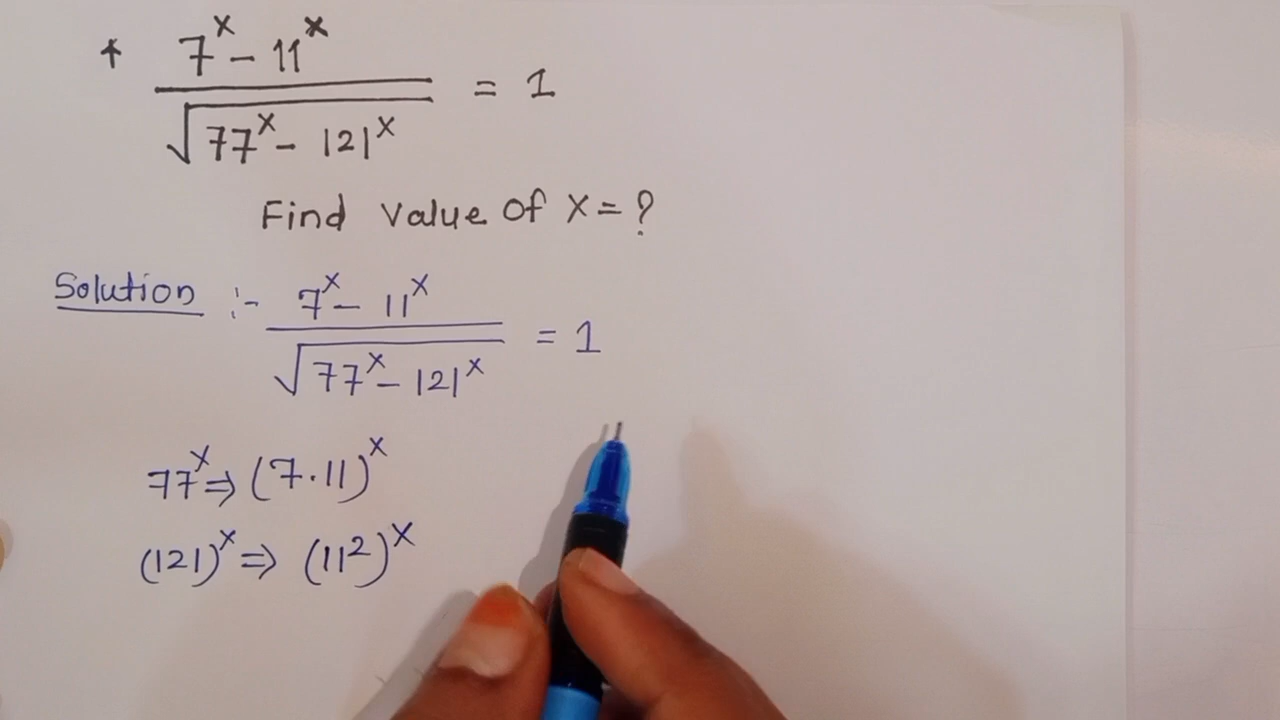 * (7^x - 11^x) / √(77^x - 121^x) = 1
Find value of x = ?
Solution :- (7^x - 11^x) / √(77^x - 121^x) = 1
77^x ⇒ (7·11)^x
(121)^x ⇒ (11^2)^x